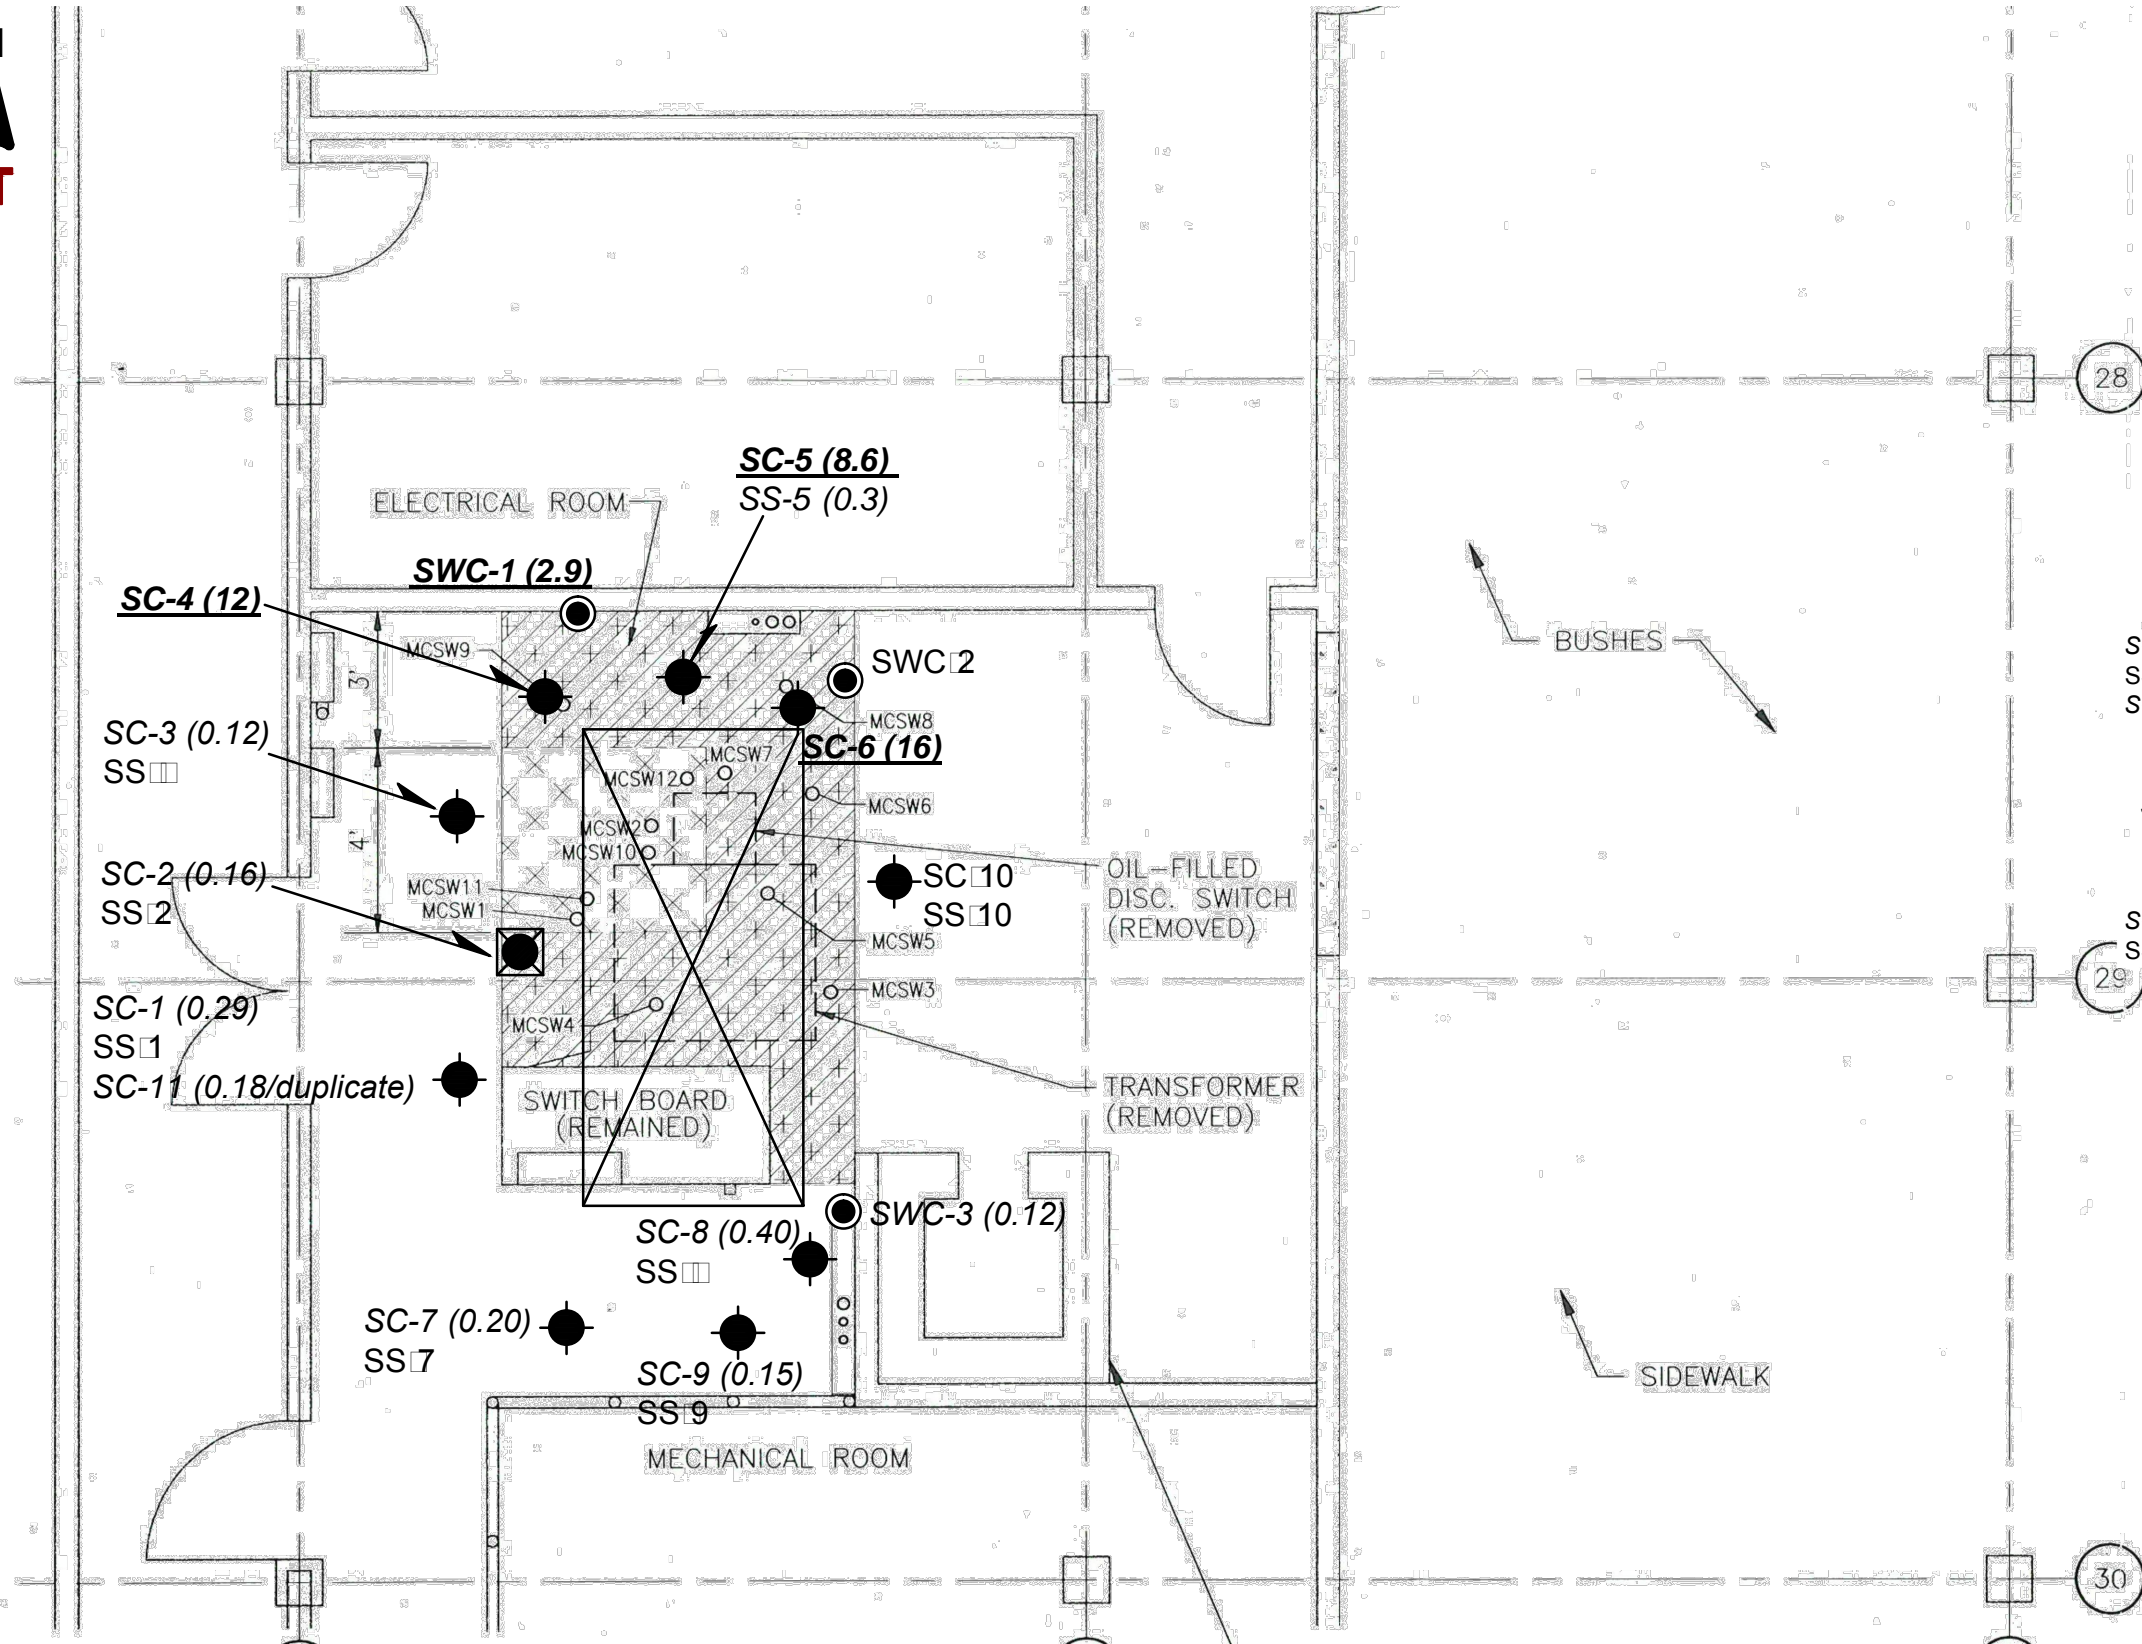 28
SC-5 (8.6)
SS-5 (0.3)
ELECTRICAL ROOM
SWC-1 (2.9)
SC-4 (12)
BUSHES
MCSW9
SWC□2
3'
MCSW8
SC-3 (0.12)
SS□□
SC-6 (16)
MCSW7
MCSW12
MCSW6
MCSW2
4'
MCSW10
OIL-FILLED
DISC. SWITCH
(REMOVED)
SC-2 (0.16)
SS□2
SC□10
SS□10
MCSW11
MCSW1
MCSW5
29
MCSW3
SC-1 (0.29)
SS□1
SC-11 (0.18/duplicate)
MCSW4
SWITCH BOARD
(REMAINED)
TRANSFORMER
(REMOVED)
SWC-3 (0.12)
SC-8 (0.40)
SS□□
SC-7 (0.20)
SS□7
SC-9 (0.15)
SS□9
SIDEWALK
MECHANICAL ROOM
30